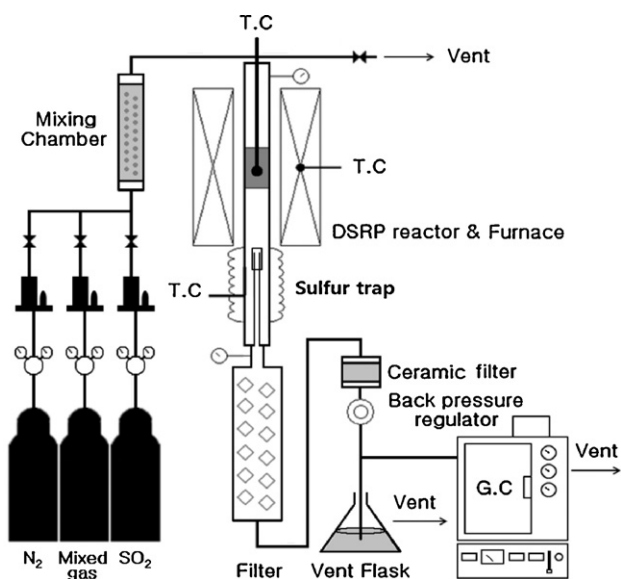 T.C
Vent
Mixing
Chamber
T.C
DSRP reactor & Furnace
T.C
Sulfur trap
Ceramic filter
Back pressure
regulator
Vent
G.C
Vent
N₂
Mixed
gas
SO₂
Filter
Vent Flask